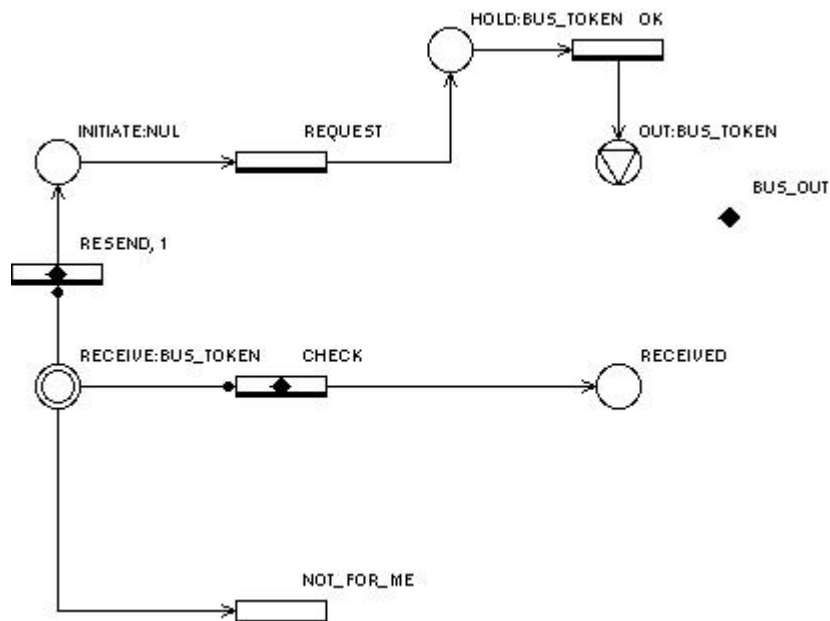 HOLD:BUS_TOKEN OK
INITIATE:NUL REQUEST OUT:BUS_TOKEN
BUS_OUT
RESEND, 1
RECEIVE:BUS_TOKEN CHECK RECEIVED
NOT_FOR_ME